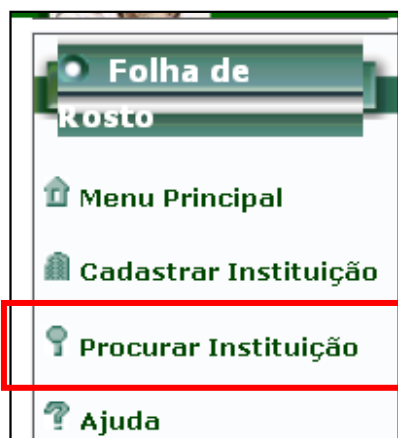 Folha de
Rosto
Menu Principal
Cadastrar Instituição
Procurar Instituição
Ajuda